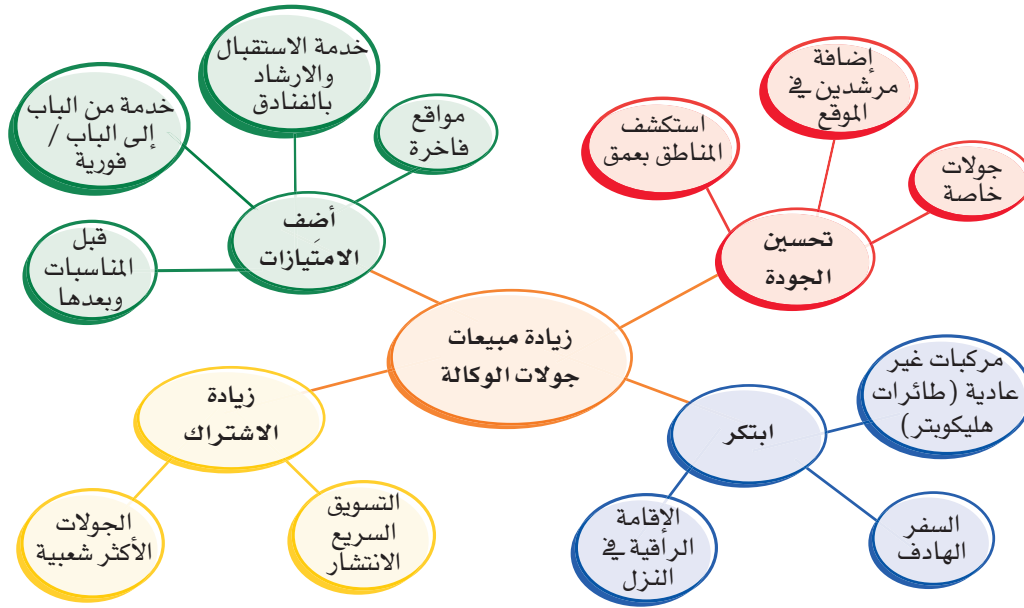 خدمة الاستقبال
والارشاد
بالفنادق
خدمة من الباب
إلى الباب /
فورية
مواقع
فاخرة
أضف
الامتَيازات
قبل
المناسبات
وبعدها
إضافة
مرشدين في
الموقع
استكشف
المناطق بعمق
جولات
خاصة
تحسين
الجودة
زيادة مبيعات
جولات الوكالة
زيادة
الاشتراك
الجولات
الأكثر شعبية
التسويق
السريع
الانتشار
مركبات غير
عادية (طائرات
هليكوبتر)
ابتكر
الإقامة
الراقية في
النزل
السفر
الهادف